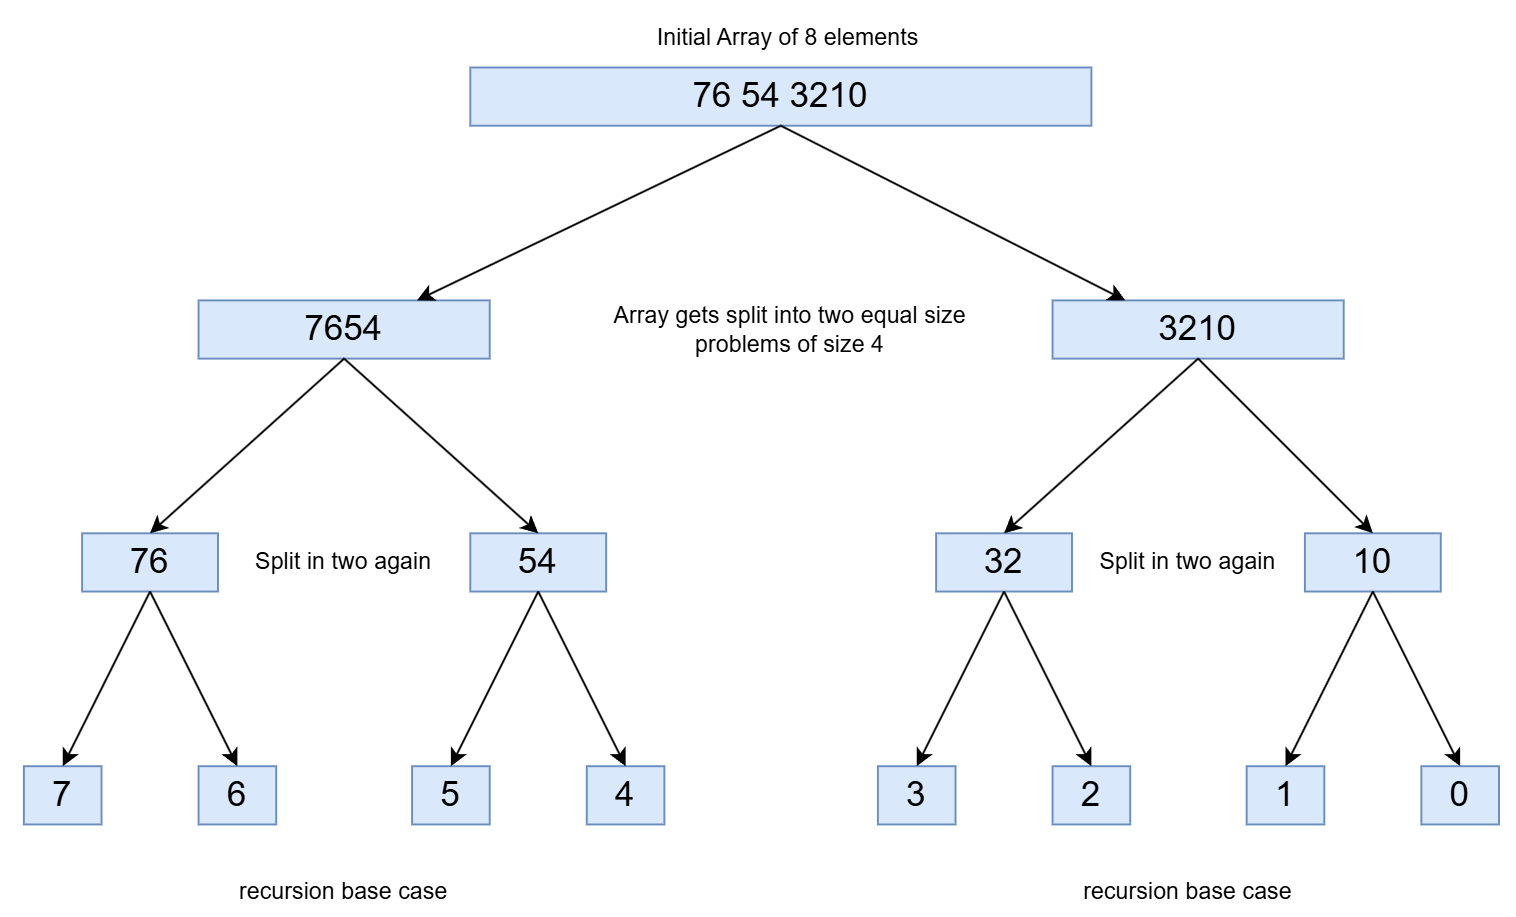 Initial Array of 8 elements
76 54 3210
7654
Array gets split into two equal size
problems of size 4
3210
76
Split in two again
54
32
Split in two again
10
7
6
5
4
3
2
1
0
recursion base case
recursion base case